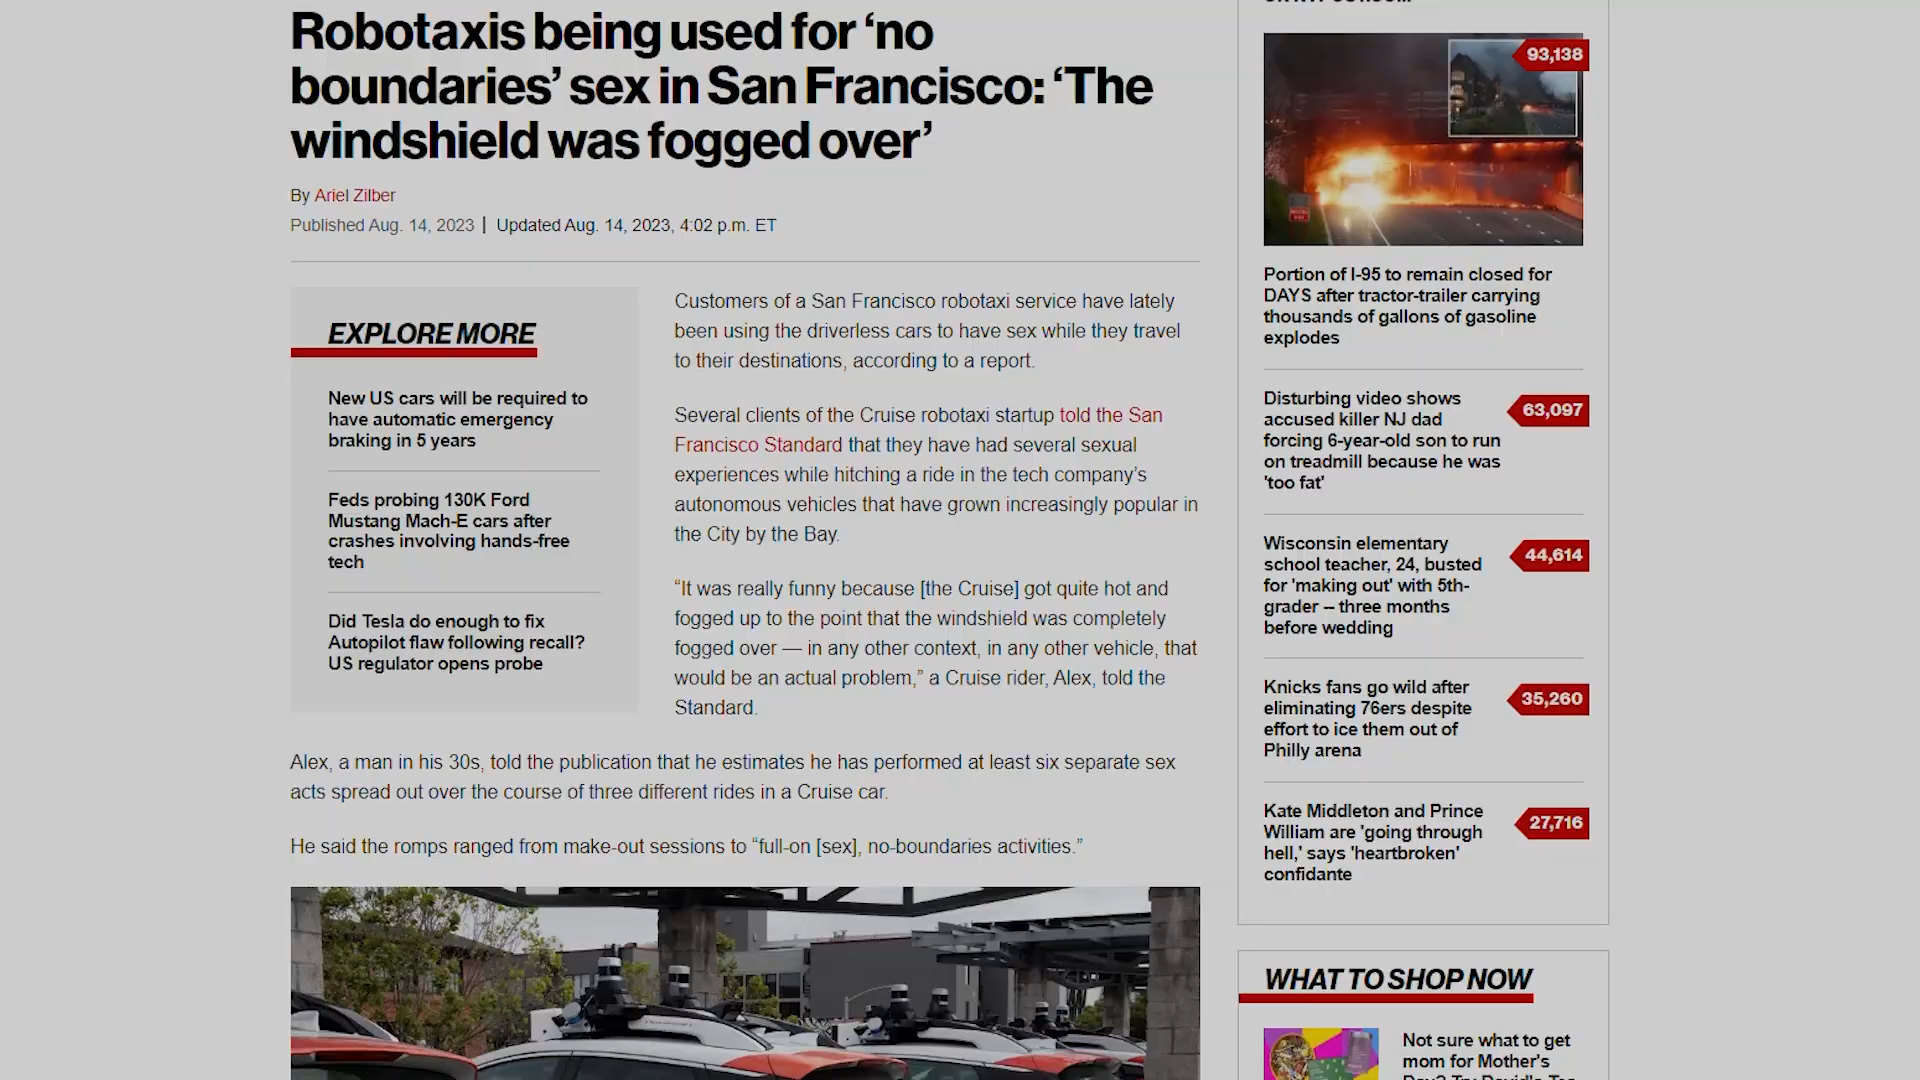 Robotaxis being used for ‘no
boundaries’ sex in San Francisco: ‘The
windshield was fogged over’
By Ariel Zilber
Published Aug. 14, 2023 | Updated Aug. 14, 2023, 4:02 p.m. ET
EXPLORE MORE
New US cars will be required to
have automatic emergency
braking in 5 years
Feds probing 130K Ford
Mustang Mach-E cars after
crashes involving hands-free
tech
Did Tesla do enough to fix
Autopilot flaw following recall?
US regulator opens probe
Customers of a San Francisco robotaxi service have lately
been using the driverless cars to have sex while they travel
to their destinations, according to a report.
Several clients of the Cruise robotaxi startup told the San
Francisco Standard that they have had several sexual
experiences while hitching a ride in the tech company’s
autonomous vehicles that have grown increasingly popular in
the City by the Bay.
“It was really funny because [the Cruise] got quite hot and
fogged up to the point that the windshield was completely
fogged over — in any other context, in any other vehicle, that
would be an actual problem,” a Cruise rider, Alex, told the
Standard.
Alex, a man in his 30s, told the publication that he estimates he has performed at least six separate sex
acts spread out over the course of three different rides in a Cruise car.
He said the romps ranged from make-out sessions to “full-on [sex], no-boundaries activities.”
93,138
Portion of I-95 to remain closed for
DAYS after tractor-trailer carrying
thousands of gallons of gasoline
explodes
Disturbing video shows
accused killer NJ dad
forcing 6-year-old son to run
on treadmill because he was
'too fat'
63,097
Wisconsin elementary
school teacher, 24, busted
for 'making out' with 5th-
grader – three months
before wedding
44,614
Knicks fans go wild after
eliminating 76ers despite
effort to ice them out of
Philly arena
35,260
Kate Middleton and Prince
William are 'going through
hell,' says 'heartbroken'
confidante
27,716
WHAT TO SHOP NOW
Not sure what to get
mom for Mother's